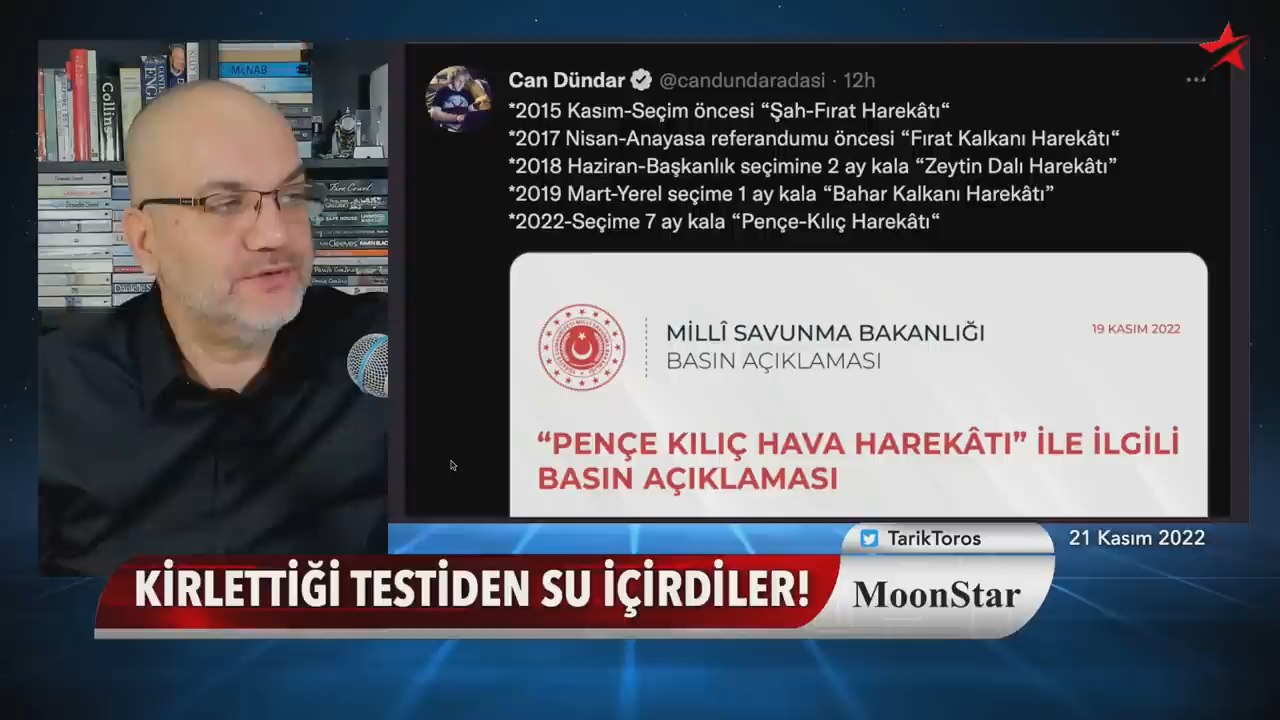 Can Dündar @candundaradasi · 12h
*2015 Kasım-Seçim öncesi “Şah-Fırat Harekâtı“
*2017 Nisan-Anayasa referandumu öncesi “Fırat Kalkanı Harekâtı“
*2018 Haziran-Başkanlık seçimine 2 ay kala “Zeytin Dalı Harekâtı”
*2019 Mart-Yerel seçime 1 ay kala “Bahar Kalkanı Harekâtı”
*2022-Seçime 7 ay kala “Pençe-Kılıç Harekâtı“
MİLLÎ SAVUNMA BAKANLIĞI
BASIN AÇIKLAMASI
19 KASIM 2022
“PENÇE KILIÇ HAVA HAREKÂTI” İLE İLGİLİ
BASIN AÇIKLAMASI
TarikToros
21 Kasım 2022
KİRLETTİĞİ TESTİDEN SU İÇİRDİLER!
MoonStar
McNAB
Collins